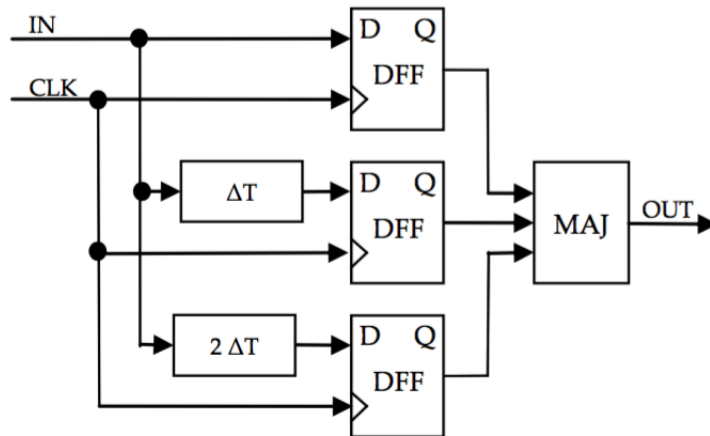 IN
D Q
DFF
CLK
ΔT
D Q
DFF
MAJ
OUT
2 ΔT
D Q
DFF